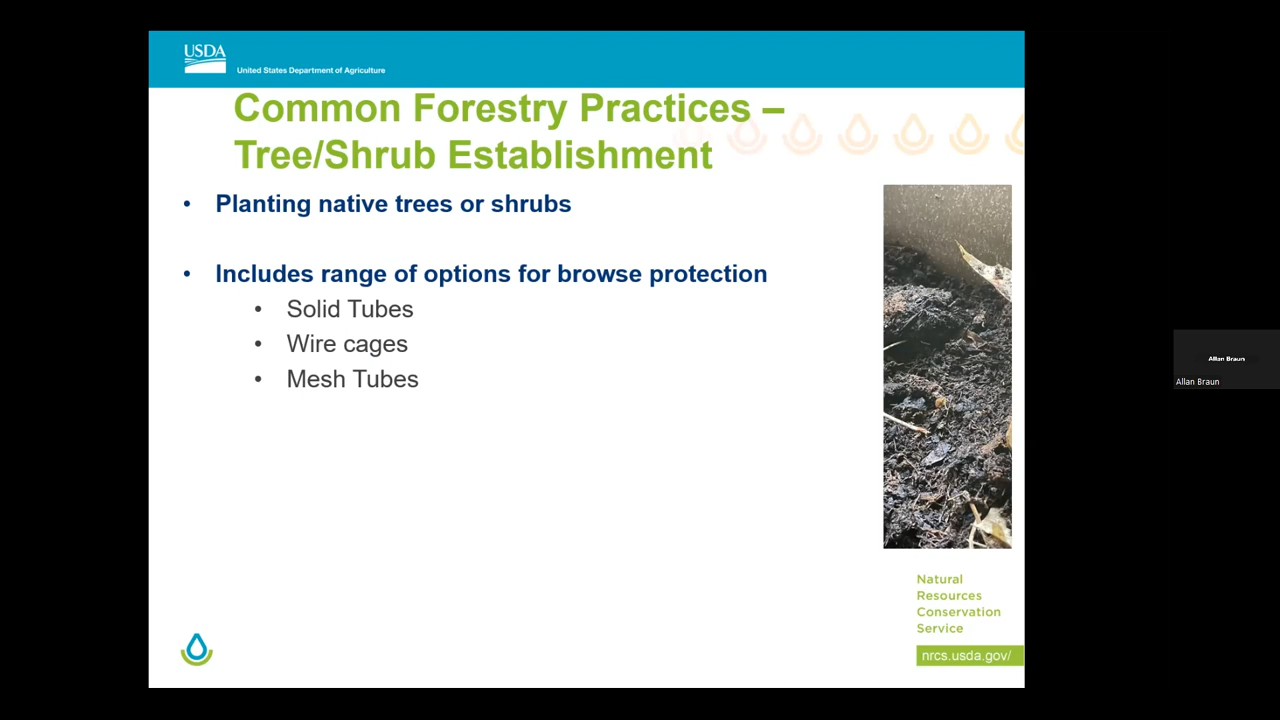 USDA
United States Department of Agriculture
Common Forestry Practices –
Tree/Shrub Establishment
• Planting native trees or shrubs
• Includes range of options for browse protection
• Solid Tubes
• Wire cages
• Mesh Tubes
Natural
Resources
Conservation
Service
nrcs.usda.gov/
Allan Braun
Allan Braun